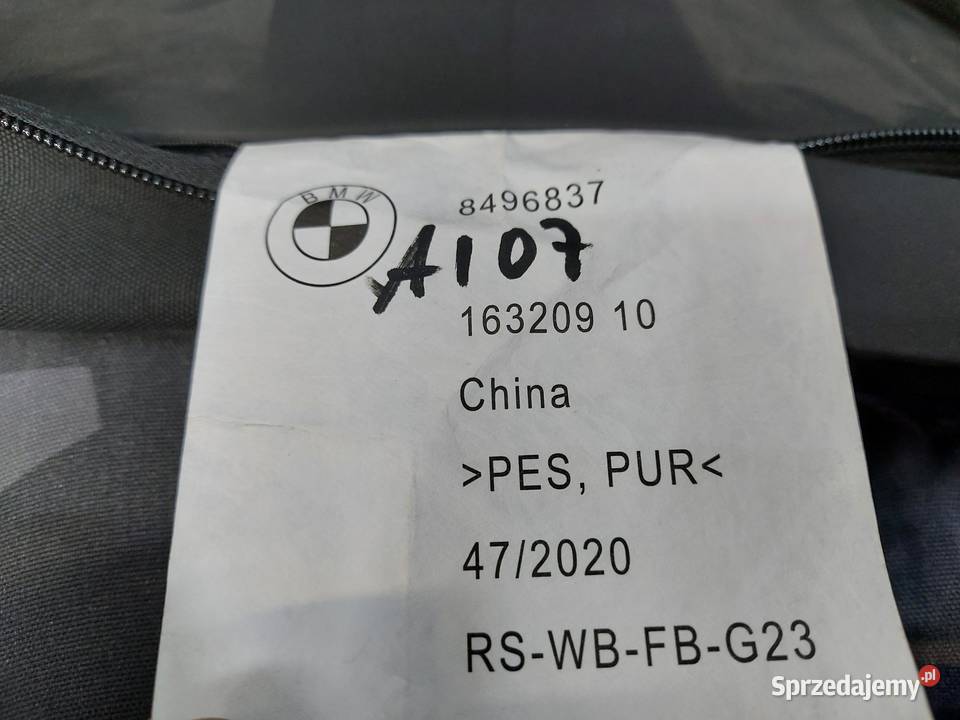 BMW
8496837
A107
163209 10
China
>PES, PUR<
47/2020
RS-WB-FB-G23
Sprzedajemy.pl